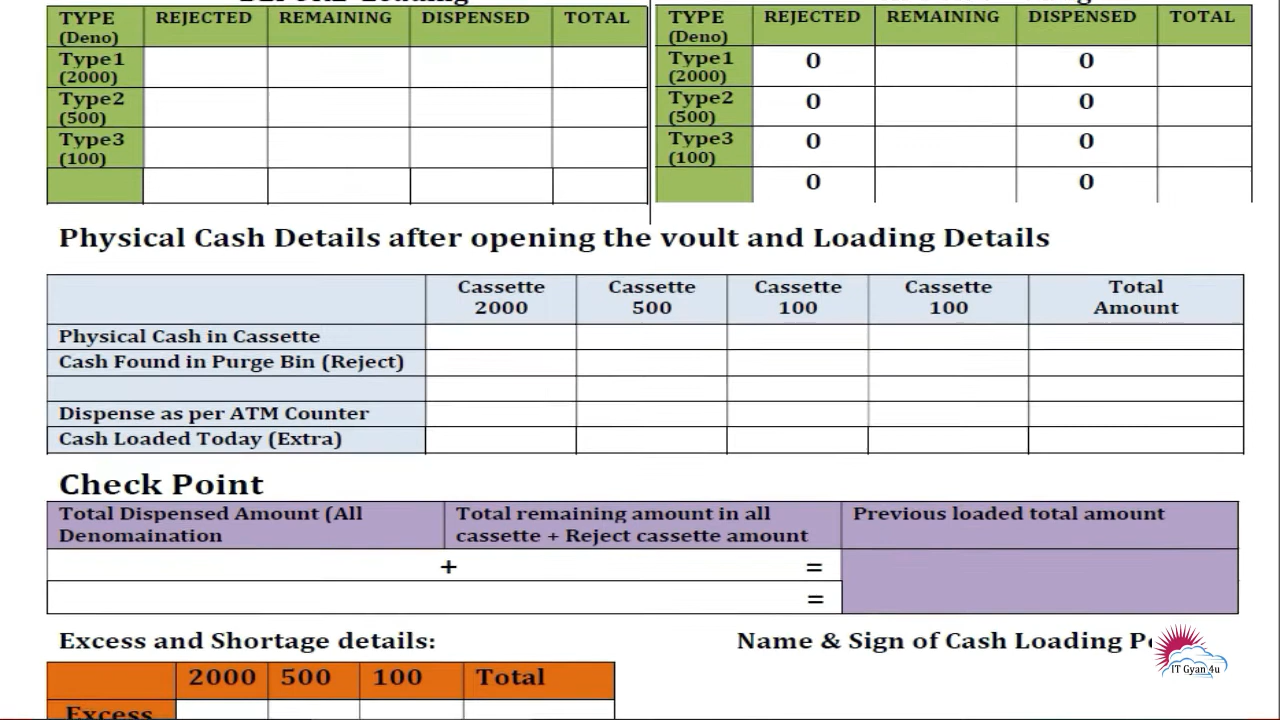 Loading
TYPE (Deno) REJECTED REMAINING DISPENSED TOTAL
Type1 (2000)
Type2 (500)
Type3 (100)
TYPE (Deno) REJECTED REMAINING DISPENSED TOTAL
Type1 (2000) 0 0
Type2 (500) 0 0
Type3 (100) 0 0
0 0
Physical Cash Details after opening the voult and Loading Details
Cassette 2000 Cassette 500 Cassette 100 Cassette 100 Total Amount
Physical Cash in Cassette
Cash Found in Purge Bin (Reject)
Dispense as per ATM Counter
Cash Loaded Today (Extra)
Check Point
Total Dispensed Amount (All Denomaination
Total remaining amount in all cassette + Reject cassette amount
Previous loaded total amount
+ =
=
Excess and Shortage details:
Name & Sign of Cash Loading
2000 500 100 Total
Excess
IT Gyan 4u